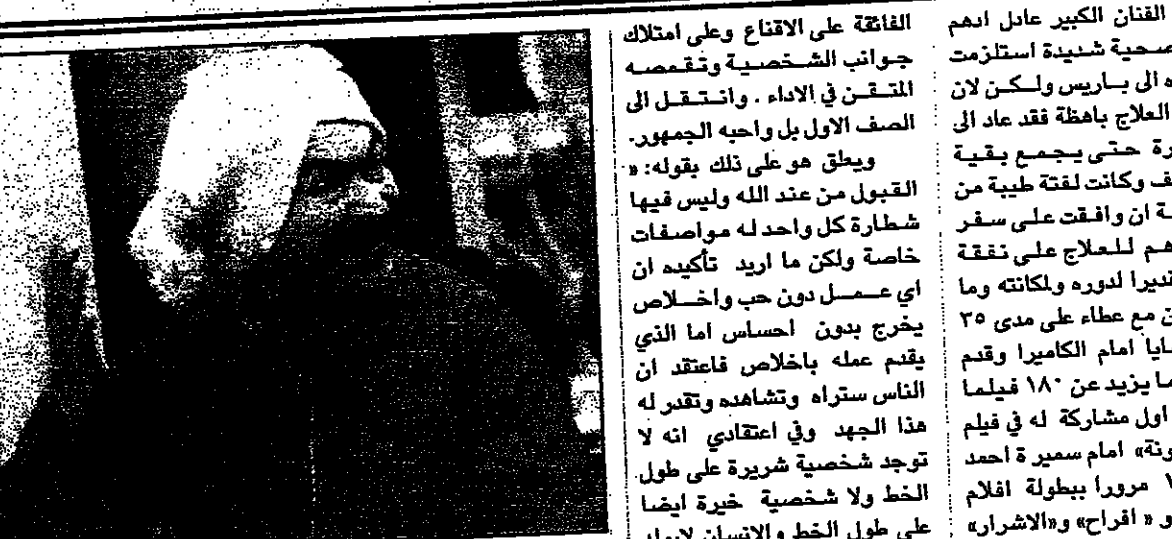 الفنان الكبير عادل ادهم
صحية شديدة استلزمت
ه الى باريس ولكن لان
العلاج باهظة فقد عاد الى
رة حتى يجمع بقية
ف وكانت لفتة طيبة من
ة ان وافقت على سفر
هم للعلاج على نفقة
تديرا لدوره ولمكانته وما
ن مع عطاء على مدى ٣٥
ايا امام الكاميرا وقدم
ما يزيد عن ١٨٠ فيلما
اول مشاركة له في فيلم
ونة» امام سميرة احمد
مرورا ببطولة افلام
و « افراح» و«الاشرار»
الفائقة على الاقناع وعلى امتلاك
جوانب الشخصية وتقمصه
المتقن في الاداء . وانتقل الى
الصف الاول بل واحبه الجمهور.
ويعلق هو على ذلك بقوله: «
القبول من عند الله وليس فيها
شطارة كل واحد له مواصفات
خاصة ولكن ما اريد تأكيده ان
اي عمل دون حب واخلاص
يخرج بدون احساس اما الذي
يقدم عمله باخلاص فاعتقد ان
الناس ستراه وتشاهده وتقدر له
هذا الجهد وفي اعتقادي انه لا
توجد شخصية شريرة على طول
الخط ولا شخصية خيرة ايضا
على طول الخط والانسان لايولد